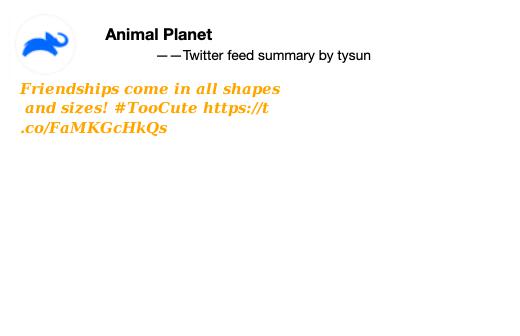 Animal Planet
——Twitter feed summary by tysun
Friendships come in all shapes
and sizes! #TooCute https://t
.co/FaMKGcHkQs